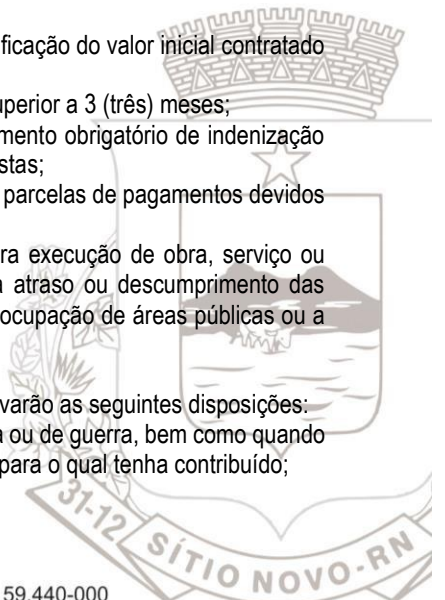 ficação do valor inicial contratado
uperior a 3 (três) meses;
mento obrigatório de indenização
stas;
parcelas de pagamentos devidos
ra execução de obra, serviço ou
a atraso ou descumprimento das
ocupação de áreas públicas ou a
varão as seguintes disposições:
a ou de guerra, bem como quando
para o qual tenha contribuído;
31-12
SÍTIO NOVO-RN
59.440-000